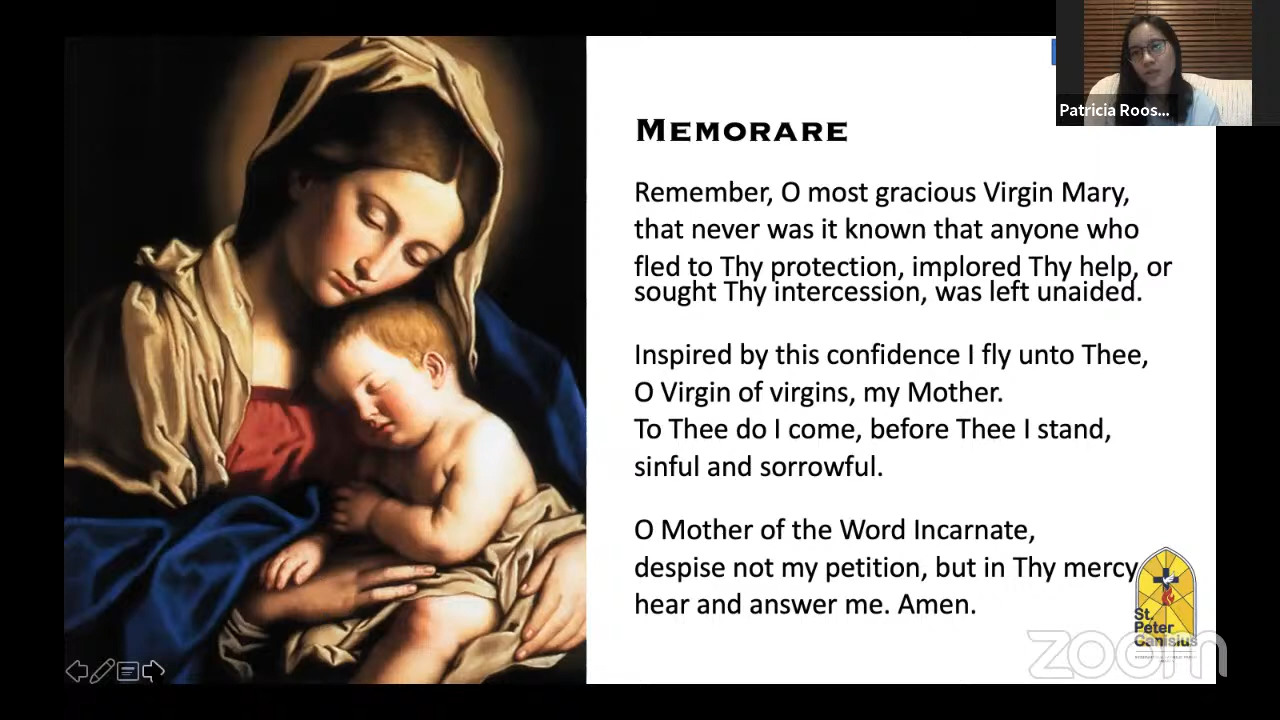 Patricia Roos...
MEMORARE
Remember, O most gracious Virgin Mary,
that never was it known that anyone who
fled to Thy protection, implored Thy help, or
sought Thy intercession, was left unaided.
Inspired by this confidence I fly unto Thee,
O Virgin of virgins, my Mother.
To Thee do I come, before Thee I stand,
sinful and sorrowful.
O Mother of the Word Incarnate,
despise not my petition, but in Thy mercy
hear and answer me. Amen.
St.
Peter
Canisius
zoom